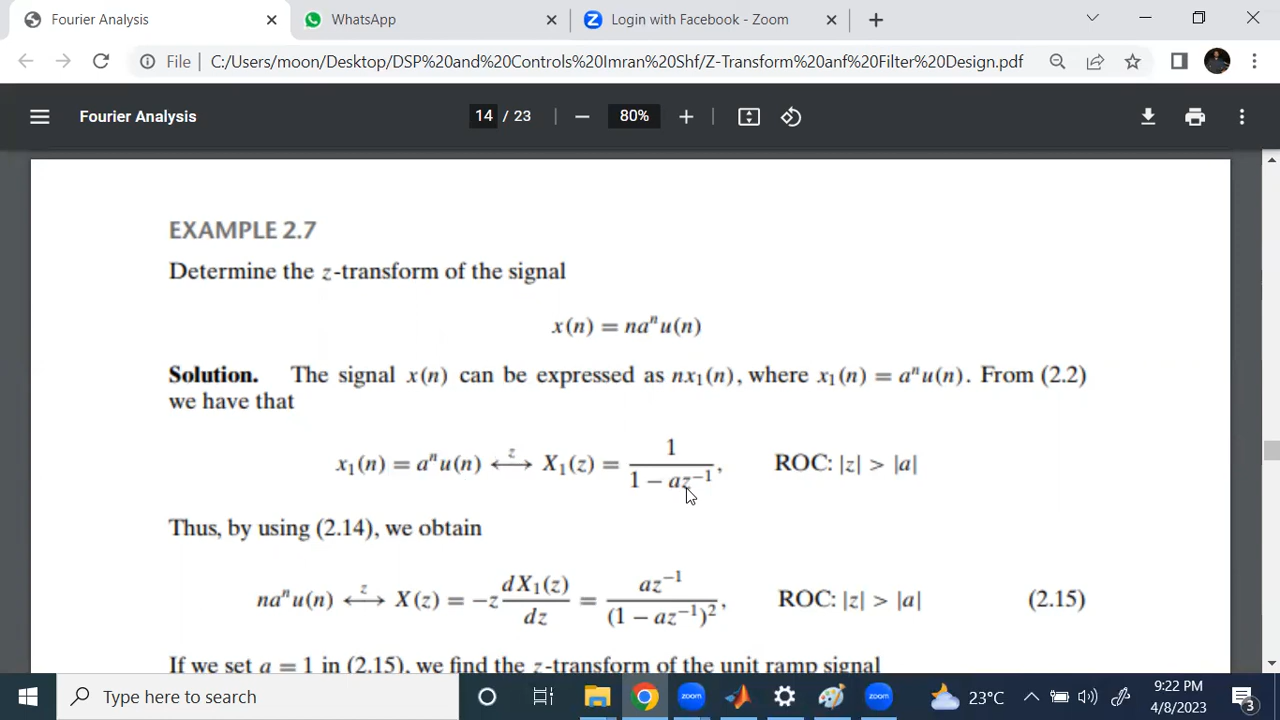 Fourier Analysis
WhatsApp
Login with Facebook - Zoom
File C:/Users/moon/Desktop/DSP%20and%20Controls%20Imran%20Shf/Z-Transform%20anf%20Filter%20Design.pdf
Fourier Analysis
14 / 23
80%
EXAMPLE 2.7
Determine the z-transform of the signal
x(n) = naⁿu(n)
Solution. The signal x(n) can be expressed as nx₁(n), where x₁(n) = aⁿu(n). From (2.2)
we have that
x₁(n) = aⁿu(n) ⟷ᶻ X₁(z) = 1 / (1 − az⁻¹), ROC: |z| > |a|
Thus, by using (2.14), we obtain
naⁿu(n) ⟷ᶻ X(z) = −z dX₁(z)/dz = az⁻¹ / (1 − az⁻¹)², ROC: |z| > |a| (2.15)
If we set a = 1 in (2.15), we find the z-transform of the unit ramp signal
Type here to search
zoom
zoom
23°C
9:22 PM
4/8/2023
3